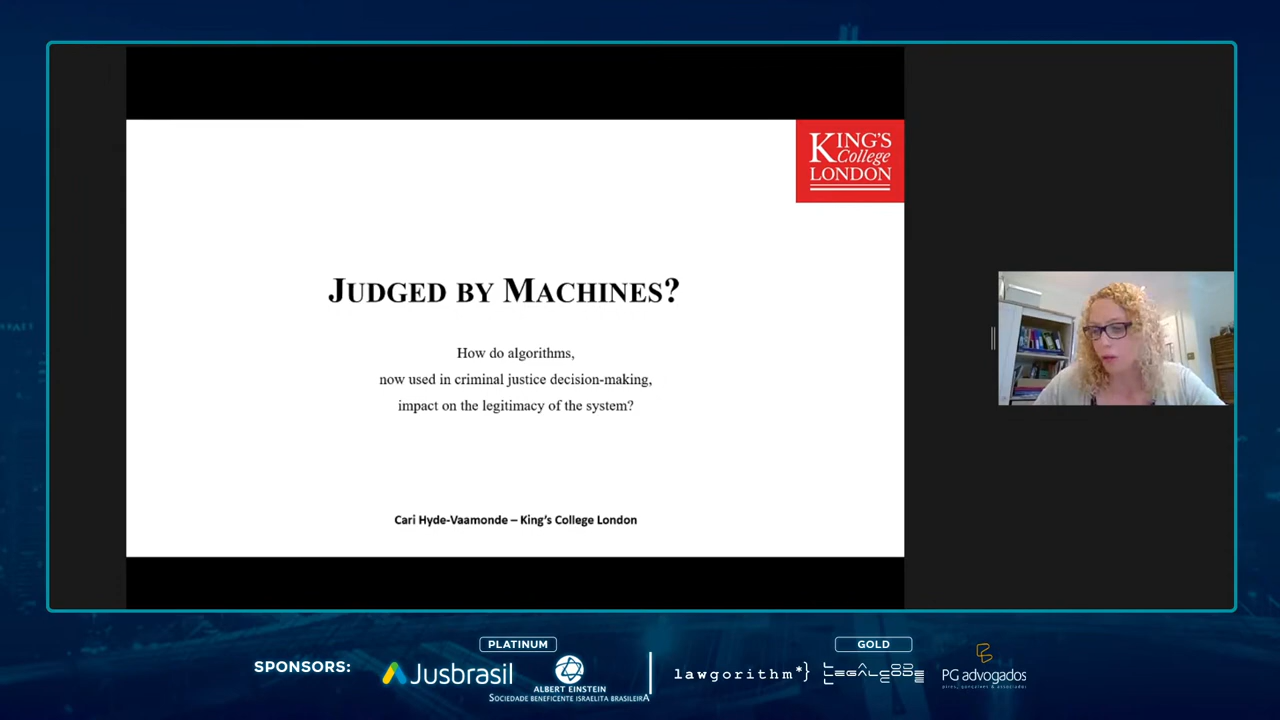 KING'S
College
LONDON
JUDGED BY MACHINES?
How do algorithms,
now used in criminal justice decision-making,
impact on the legitimacy of the system?
Cari Hyde-Vaamonde – King's College London
SPONSORS:
PLATINUM
Jusbrasil
ALBERT EINSTEIN
SOCIEDADE BENEFICENTE ISRAELITA BRASILEIRA
lawgorithm*}
GOLD
LEGALCODE
PG advogados